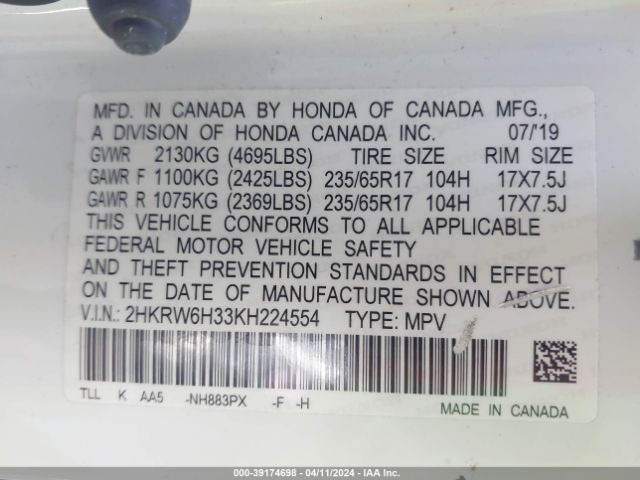 MFD. IN CANADA BY HONDA OF CANADA MFG.,
A DIVISION OF HONDA CANADA INC. 07/'19
GVWR 2130KG (4695LBS) TIRE SIZE RIM SIZE
GAWR F 1100KG (2425LBS) 235/65R17 104H 17X7.5J
GAWR R 1075KG (2369LBS) 235/65R17 104H 17X7.5J
THIS VEHICLE CONFORMS TO ALL APPLICABLE
FEDERAL MOTOR VEHICLE SAFETY
AND THEFT PREVENTION STANDARDS IN EFFECT
ON THE DATE OF MANUFACTURE SHOWN ABOVE.
V.I.N.: 2HKRW6H33KH224554 TYPE: MPV
TLL K AA5 -NH883PX -F -H
MADE IN CANADA
000-39174698 - 04/11/2024 - IAA Inc.